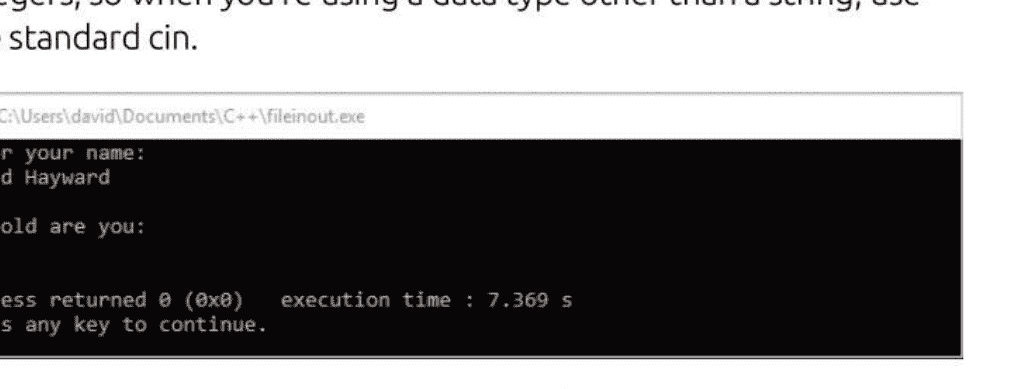 egers, so when you're using a data type other than a string, use
standard cin.
C:\Users\david\Documents\C++\fileinout.exe
r your name:
d Hayward
old are you:
ess returned 0 (0x0)   execution time : 7.369 s
s any key to continue.